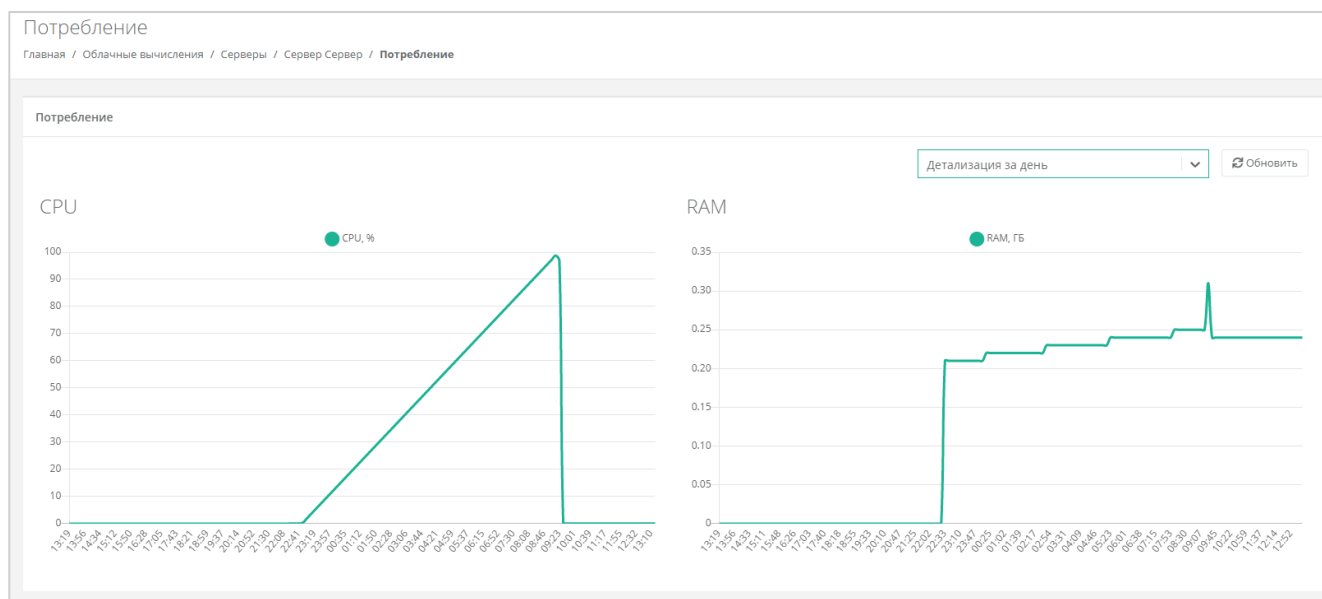 Потребление
Главная / Облачные вычисления / Серверы / Сервер Сервер / Потребление
Потребление
Детализация за день
Обновить
CPU
CPU, %
100
90
80
70
60
50
40
30
20
10
0
13:19 13:56 14:34 15:12 15:50 16:28 17:05 17:43 18:21 18:59 19:37 20:14 20:52 21:30 22:08 22:41 23:19 23:57 00:35 01:12 01:50 02:28 03:06 03:44 04:21 04:59 05:37 06:15 06:52 07:30 08:08 08:46 09:23 10:01 10:39 11:17 11:55 12:32 13:10
RAM
RAM, ГБ
0.35
0.30
0.25
0.20
0.15
0.10
0.05
0
13:19 13:56 14:33 15:11 15:48 16:26 17:03 17:40 18:18 18:55 19:33 20:10 20:47 21:25 22:02 22:33 23:10 23:47 00:25 01:02 01:39 02:17 02:54 03:31 04:09 04:46 05:23 06:01 06:38 07:15 07:53 08:30 09:07 09:45 10:22 10:59 11:37 12:14 12:52